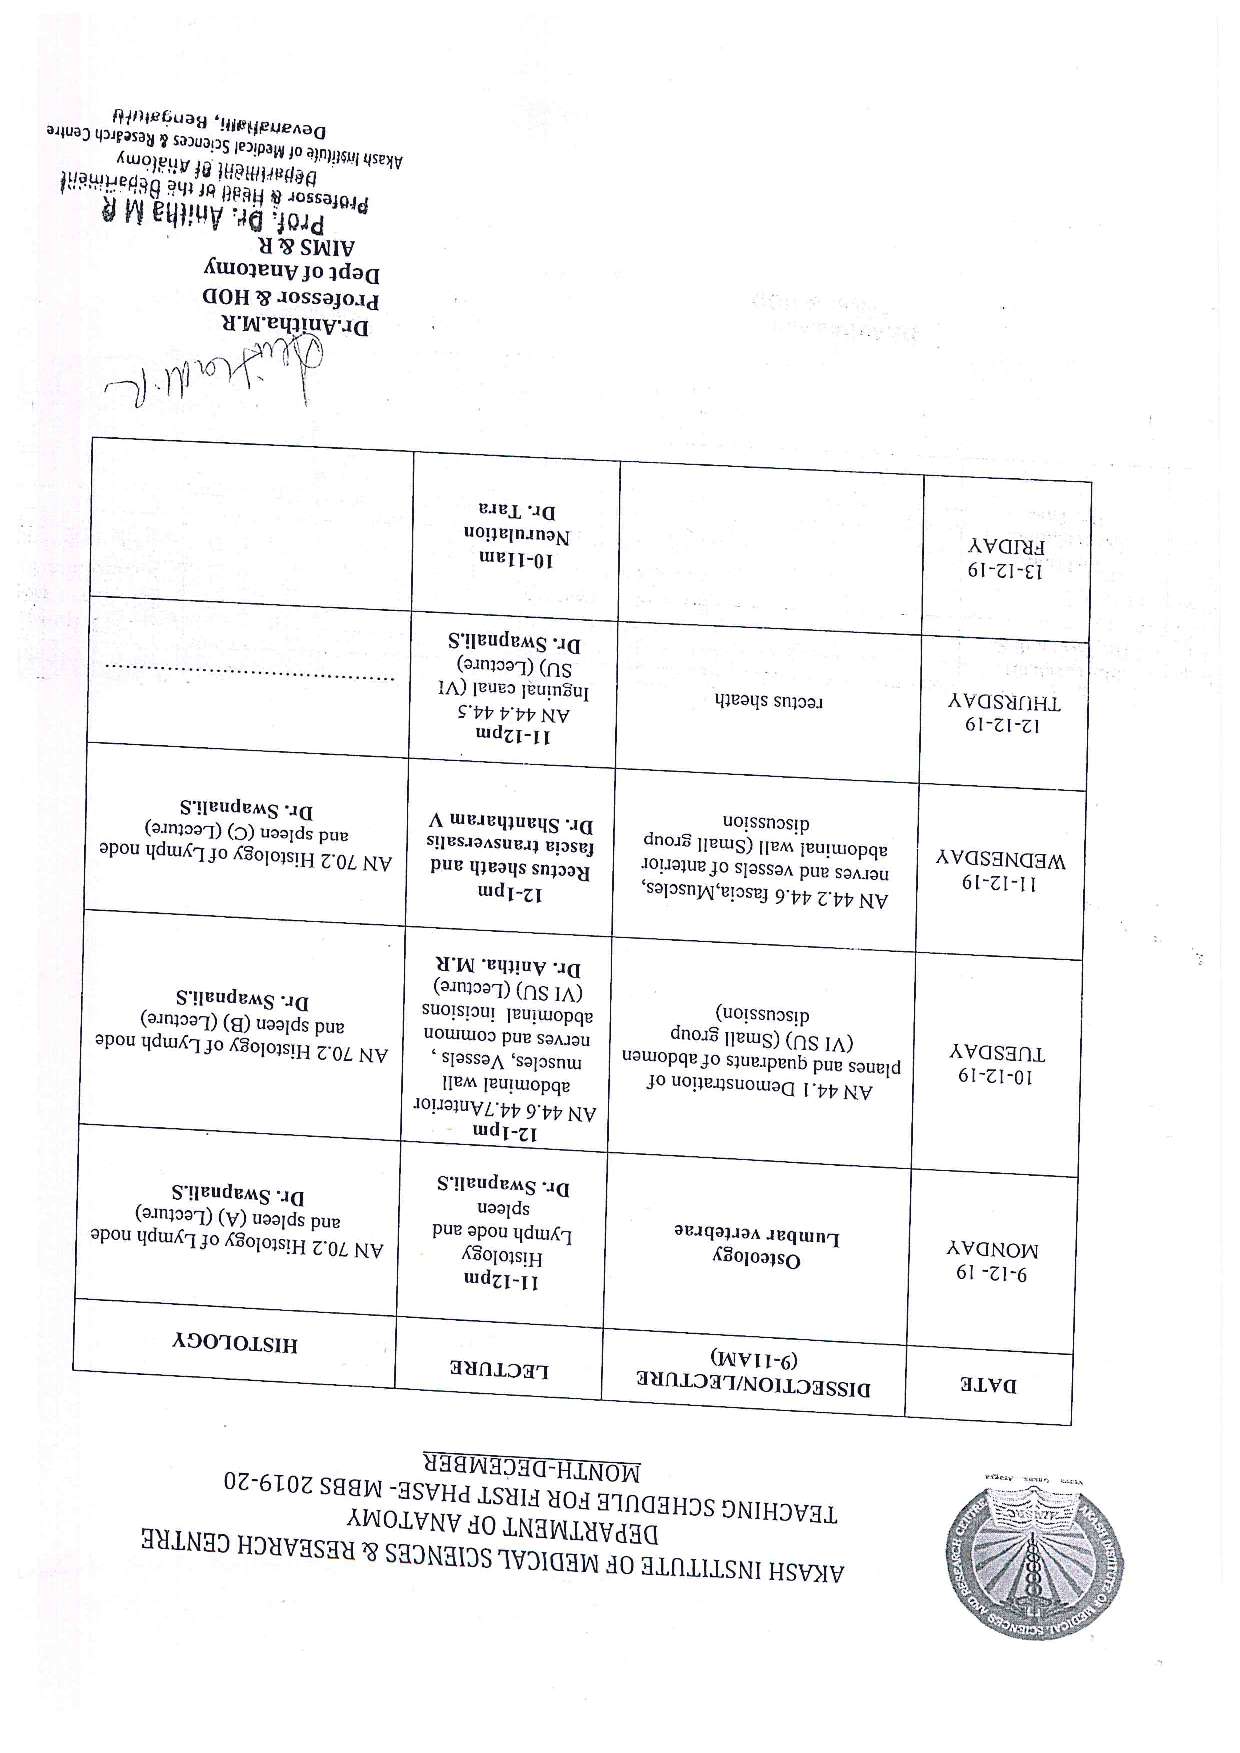 AKASH INSTITUTE OF MEDICAL SCIENCES & RESEARCH CENTRE
DEPARTMENT OF ANATOMY
TEACHING SCHEDULE FOR FIRST PHASE- MBBS 2019-20
MONTH-DECEMBER
DATE
DISSECTION/LECTURE
(9-11AM)
LECTURE
HISTOLOGY
9-12- 19
MONDAY
Osteology
Lumbar vertebrae
11-12pm
Histology
Lymph node and
spleen
Dr. Swapnali.S
AN 70.2 Histology of Lymph node
and spleen (A) (Lecture)
Dr. Swapnali.S
10-12-19
TUESDAY
AN 44.1 Demonstration of
planes and quadrants of abdomen
(VI SU) (Small group
discussion)
12-1pm
AN 44.6 44.7Anterior
abdominal wall
muscles, Vessels ,
nerves and common
abdominal incisions
(VI SU) (Lecture)
Dr. Anitha. M.R
AN 70.2 Histology of Lymph node
and spleen (B) (Lecture)
Dr. Swapnali.S
11-12-19
WEDNESDAY
AN 44.2 44.6 fascia,Muscles,
nerves and vessels of anterior
abdominal wall (Small group
discussion
12-1pm
Rectus sheath and
fascia transversalis
Dr. Shantharam V
AN 70.2 Histology of Lymph node
and spleen (C) (Lecture)
Dr. Swapnali.S
12-12-19
THURSDAY
rectus sheath
11-12pm
AN 44.4 44.5
Inguinal canal (VI
SU) (Lecture)
Dr. Swapnali.S
........................................
13-12-19
FRIDAY
10-11am
Neurulation
Dr. Tara
Anitha.M.R
Dr.Anitha.M.R
Professor & HOD
Dept of Anatomy
AIMS & R
Prof. Dr. Anitha M R
Professor & Head of the Department
Department of Anatomy
Akash Institute of Medical Sciences & Research Centre
Devanahalli, Bengaluru